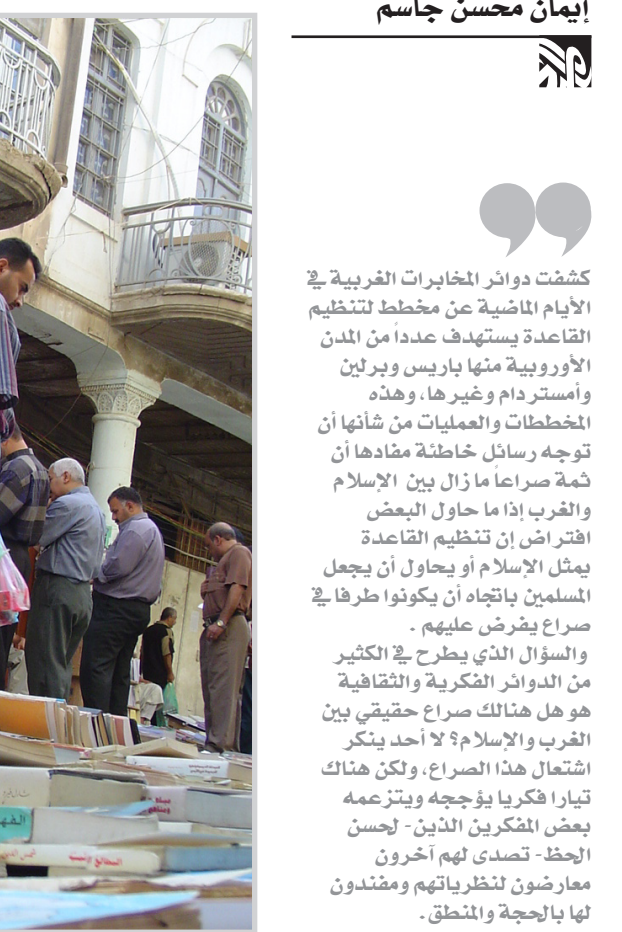 إيمان محسن جاسم
كشفت دوائر المخابرات الغربية في
الأيام الماضية عن مخطط لتنظيم
القاعدة يستهدف عدداً من المدن
الأوروبية منها باريس وبرلين
وأمستردام وغيرها، وهذه
المخططات والعمليات من شأنها أن
توجه رسائل خاطئة مفادها أن
ثمة صراعاً ما زال بين الإسلام
والغرب إذا ما حاول البعض
افتراض إن تنظيم القاعدة
يمثل الإسلام أو يحاول أن يجعل
المسلمين باتجاه أن يكونوا طرفا في
صراع يفرض عليهم .
والسؤال الذي يطرح في الكثير
من الدوائر الفكرية والثقافية
هو هل هنالك صراع حقيقي بين
الغرب والإسلام؟ لا أحد ينكر
اشتعال هذا الصراع، ولكن هناك
تيارا فكريا يؤججه ويتزعمه
بعض المفكرين الذين- لحسن
الحظ- تصدى لهم آخرون
معارضون لنظرياتهم ومفندون
لها بالحجة والمنطق.